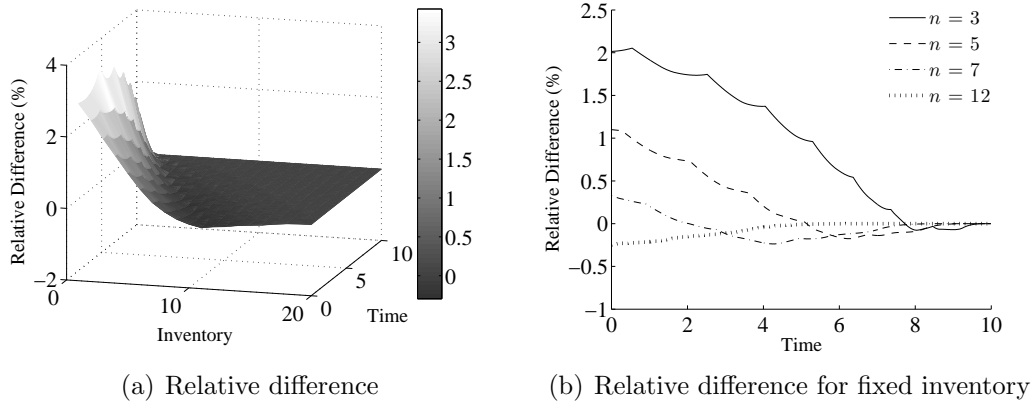 4
2
0
−2
Relative Difference (%)
0
10
20
Inventory
0
5
10
Time
3
2.5
2
1.5
1
0.5
0
(a) Relative difference
2.5
2
1.5
1
0.5
0
−0.5
−1
Relative Difference (%)
0
2
4
6
8
10
Time
n = 3
n = 5
n = 7
n = 12
(b) Relative difference for fixed inventory